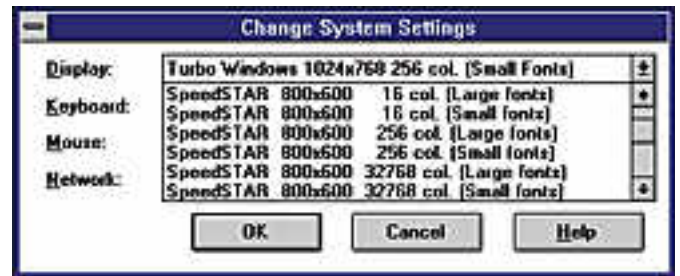 Change System Settings
Display: Turbo Windows 1024x768 256 col. (Small Fonts)
SpeedSTAR 800x600 16 col. (Large fonts)
Keyboard:
SpeedSTAR 800x600 16 col. (Small fonts)
SpeedSTAR 800x600 256 col. (Large fonts)
Mouse:
SpeedSTAR 800x600 256 col. (Small fonts)
SpeedSTAR 800x600 32768 col. (Large fonts)
Network:
SpeedSTAR 800x600 32768 col. (Small fonts)
OK Cancel Help